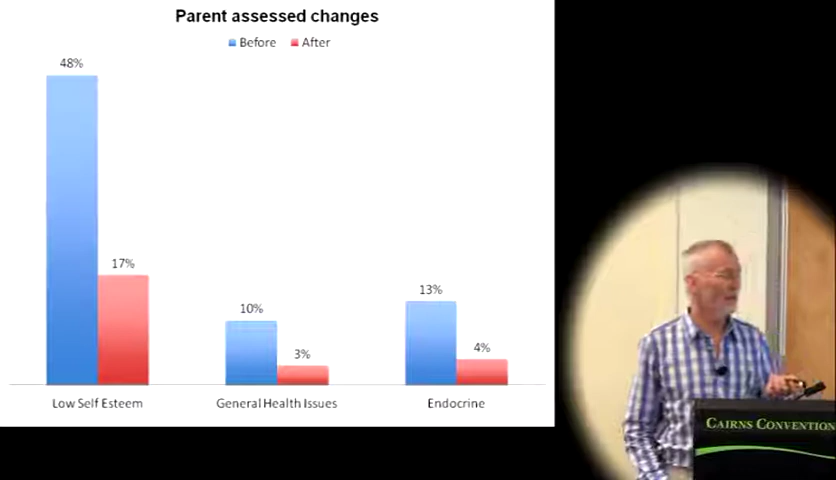 Parent assessed changes
Before After
48%
17%
10%
3%
13%
4%
Low Self Esteem
General Health Issues
Endocrine
CAIRNS CONVENTION